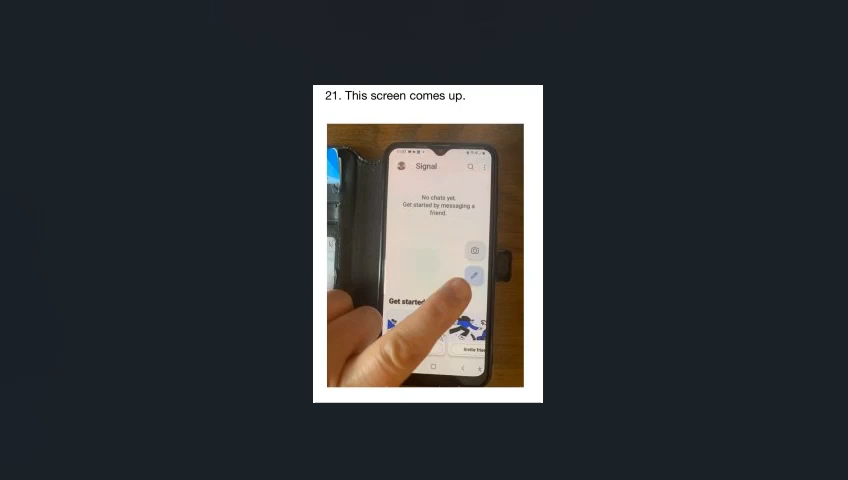 21. This screen comes up.
Signal
No chats yet.
Get started by messaging a
friend.
Get started